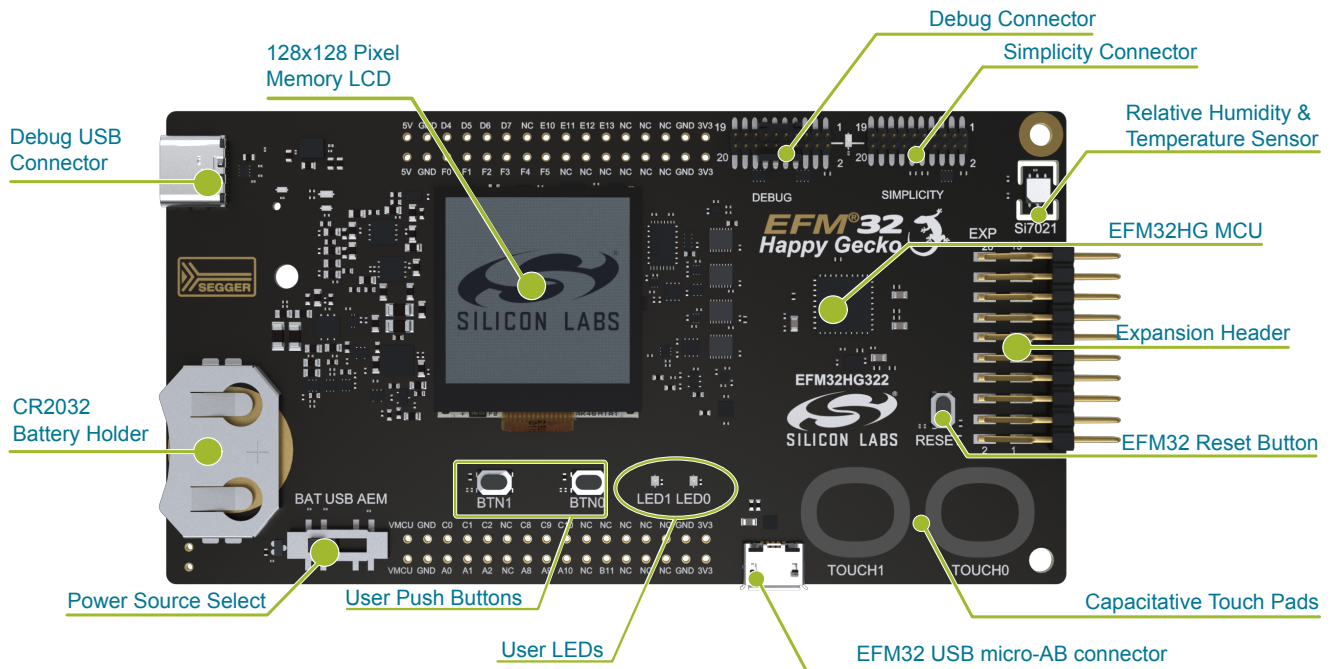 Debug Connector
128x128 Pixel
Memory LCD
Simplicity Connector
Relative Humidity &
Temperature Sensor
Debug USB
Connector
5V GND D4 D5 D6 D7 NC E10 E11 E12 E13 NC NC NC GND 3V3
19 1
19 1
20 2
20 2
5V GND F0 F1 F2 F3 F4 F5 NC NC NC NC NC NC GND 3V3
DEBUG
SIMPLICITY
EFM®32
Happy Gecko
Si7021
EXP
EFM32HG MCU
SEGGER
SILICON LABS
Expansion Header
EFM32HG322
CR2032
Battery Holder
SILICON LABS
RESET
2 1
EFM32 Reset Button
BAT USB AEM
BTN1
BTN0
LED1 LED0
VMCU GND C0 C1 C2 NC C8 C9 C10 NC NC NC NC NC GND 3V3
VMCU GND A0 A1 A2 NC A8 A9 A10 NC B11 NC NC NC GND 3V3
TOUCH1
TOUCH0
Power Source Select
User Push Buttons
Capacitative Touch Pads
User LEDs
EFM32 USB micro-AB connector